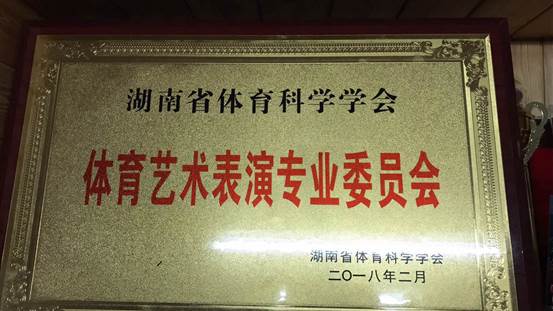 湖南省体育科学学会
体育艺术表演专业委员会
湖南省体育科学学会
二〇一八年二月